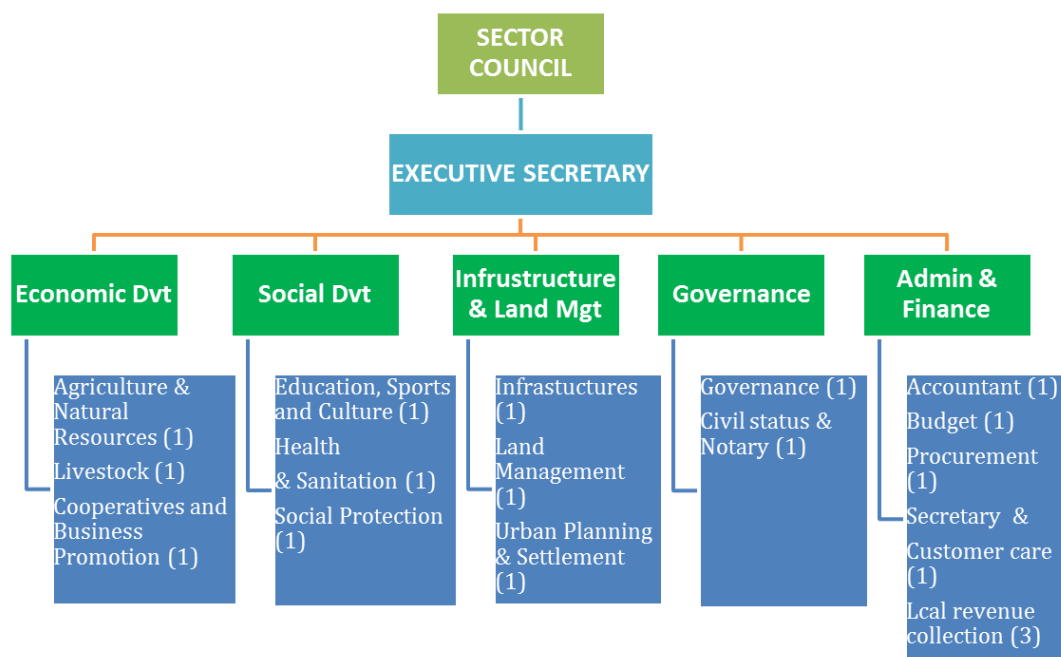 SECTOR
COUNCIL
EXECUTIVE SECRETARY
Economic Dvt
Social Dvt
Infrustructure
& Land Mgt
Governance
Admin &
Finance
Agriculture &
Natural
Resources (1)
Livestock (1)
Cooperatives and
Business
Promotion (1)
Education, Sports
and Culture (1)
Health
& Sanitation (1)
Social Protection
(1)
Infrastuctures
(1)
Land
Management
(1)
Urban Planning
& Settlement
(1)
Governance (1)
Civil status &
Notary (1)
Accountant (1)
Budget (1)
Procurement
(1)
Secretary &
Customer care
(1)
Lcal revenue
collection (3)